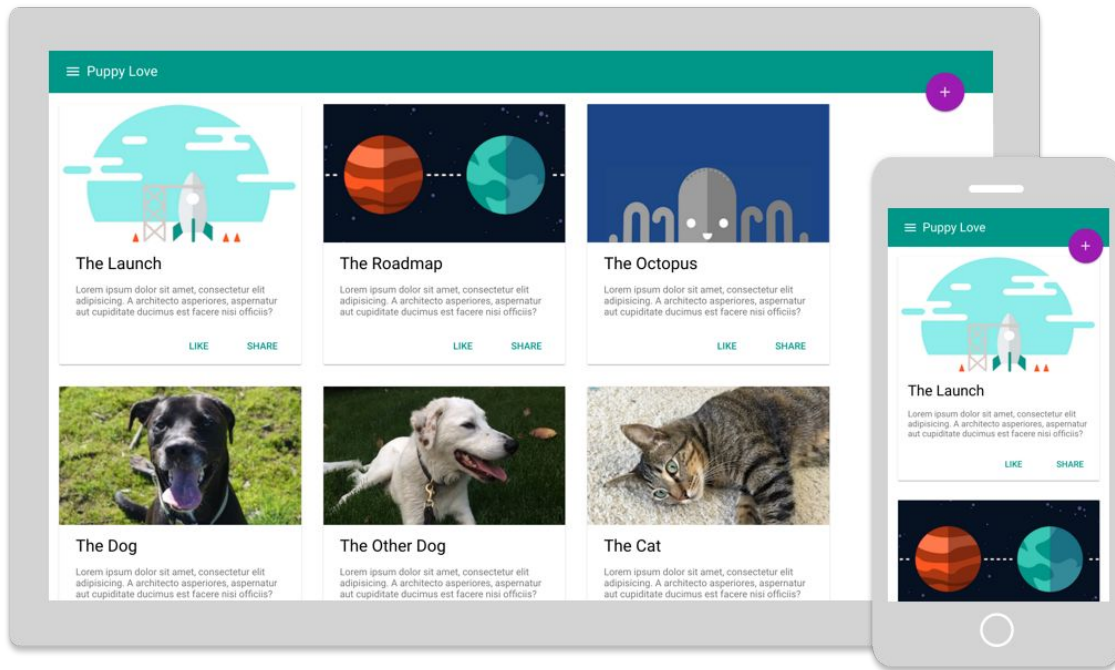 Puppy Love
+
The Launch
Lorem ipsum dolor sit amet, consectetur elit
adipisicing. A architecto asperiores, aspernatur
aut cupiditate ducimus est facere nisi officiis?
LIKE SHARE
The Roadmap
Lorem ipsum dolor sit amet, consectetur elit
adipisicing. A architecto asperiores, aspernatur
aut cupiditate ducimus est facere nisi officiis?
LIKE SHARE
The Octopus
Lorem ipsum dolor sit amet, consectetur elit
adipisicing. A architecto asperiores, aspernatur
aut cupiditate ducimus est facere nisi officiis?
LIKE SHARE
The Dog
Lorem ipsum dolor sit amet, consectetur elit
adipisicing. A architecto asperiores, aspernatur
aut cupiditate ducimus est facere nisi officiis?
The Other Dog
Lorem ipsum dolor sit amet, consectetur elit
adipisicing. A architecto asperiores, aspernatur
aut cupiditate ducimus est facere nisi officiis?
The Cat
Lorem ipsum dolor sit amet, consectetur elit
adipisicing. A architecto asperiores, aspernatur
aut cupiditate ducimus est facere nisi officiis?
Puppy Love
+
The Launch
Lorem ipsum dolor sit amet, consectetur elit
adipisicing. A architecto asperiores, aspernatur
aut cupiditate ducimus est facere nisi officiis?
LIKE SHARE